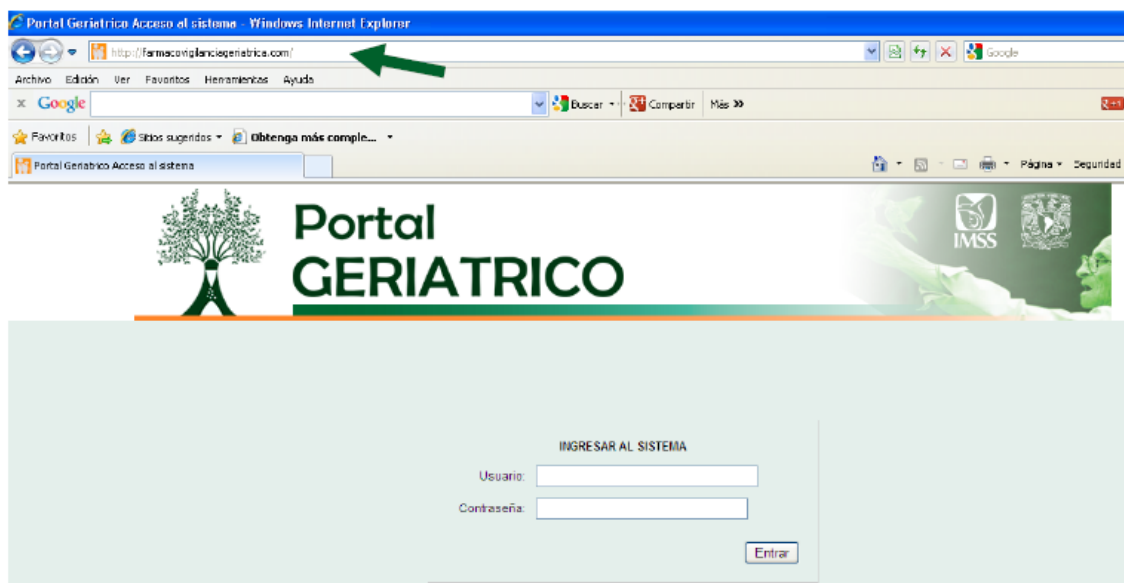 Portal Geriatrico Acceso al sistema - Windows Internet Explorer
http://farmacovigilanciageriatrica.com/
Google
Archivo Edición Ver Favoritos Herramientas Ayuda
x Google Buscar Compartir Más »
Favoritos Sitios sugeridos Obtenga más comple...
Portal Geriatrico Acceso al sistema Página Seguridad
Portal
GERIATRICO
IMSS
INGRESAR AL SISTEMA
Usuario:
Contraseña:
Entrar